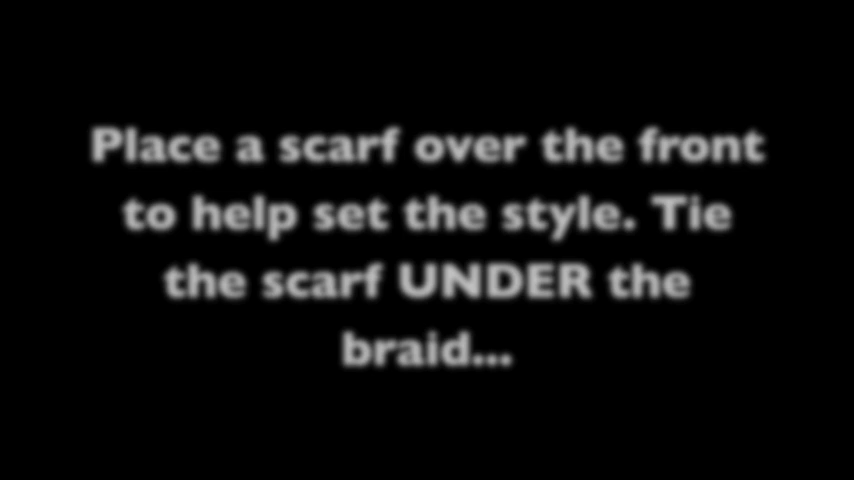 Place a scarf over the front
to help set the style. Tie
the scarf UNDER the
braid...